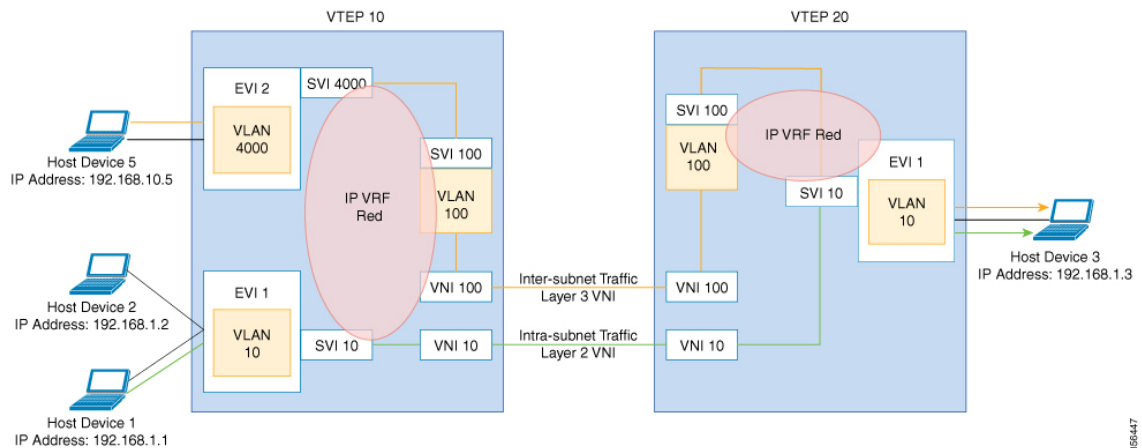 VTEP 10
VTEP 20
EVI 2
SVI 4000
VLAN
4000
Host Device 5
IP Address: 192.168.10.5
SVI 100
VLAN
100
IP VRF
Red
VNI 100
Host Device 2
IP Address: 192.168.1.2
EVI 1
VLAN
10
SVI 10
VNI 10
Host Device 1
IP Address: 192.168.1.1
Inter-subnet Traffic
Layer 3 VNI
Intra-subnet Traffic
Layer 2 VNI
SVI 100
VLAN
100
IP VRF Red
SVI 10
EVI 1
VLAN
10
VNI 100
VNI 10
Host Device 3
IP Address: 192.168.1.3